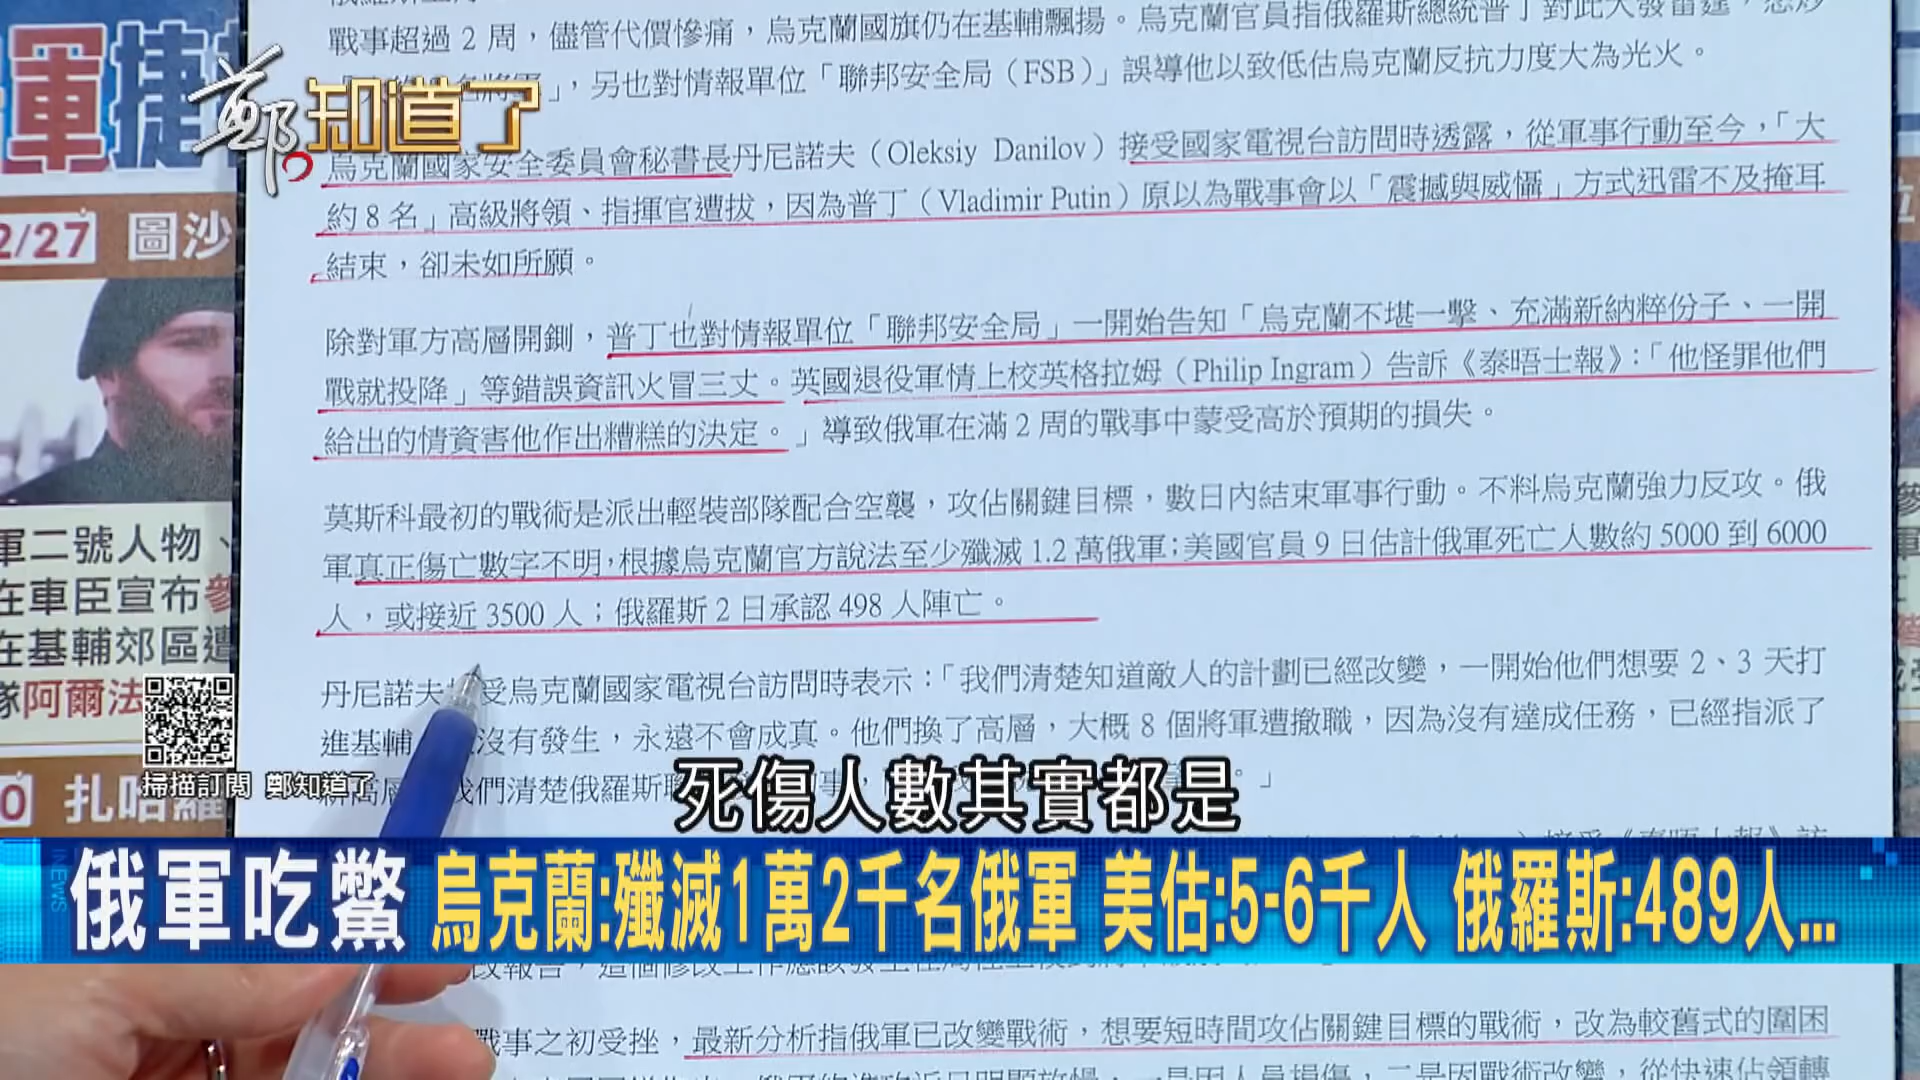 戰事超過 2 周，儘管代價慘痛，烏克蘭國旗仍在基輔飄揚。烏克蘭官員指俄羅斯總統普丁對此大發雷霆，
」，另也對情報單位「聯邦安全局（FSB）」誤導他以致低估烏克蘭反抗力度大為光火。
鄭知道了
烏克蘭國家安全委員會秘書長丹尼諾夫（Oleksiy Danilov）接受國家電視台訪問時透露，從軍事行動至今，「大
約 8 名」高級將領、指揮官遭拔，因為普丁（Vladimir Putin）原以為戰事會以「震撼與威懾」方式迅雷不及掩耳
結束，卻未如所願。
除對軍方高層開鍘，普丁也對情報單位「聯邦安全局」一開始告知「烏克蘭不堪一擊、充滿新納粹份子、一開
戰就投降」等錯誤資訊火冒三丈。英國退役軍情上校英格拉姆（Philip Ingram）告訴《泰晤士報》：「他怪罪他們
給出的情資害他作出糟糕的決定。」導致俄軍在滿 2 周的戰事中蒙受高於預期的損失。
莫斯科最初的戰術是派出輕裝部隊配合空襲，攻佔關鍵目標，數日內結束軍事行動。不料烏克蘭強力反攻。俄
軍真正傷亡數字不明，根據烏克蘭官方說法至少殲滅 1.2 萬俄軍；美國官員 9 日估計俄軍死亡人數約 5000 到 6000
人，或接近 3500 人；俄羅斯 2 日承認 498 人陣亡。
丹尼諾夫 受烏克蘭國家電視台訪問時表示：「我們清楚知道敵人的計劃已經改變，一開始他們想要 2、3 天打
進基輔 沒有發生，永遠不會成真。他們換了高層，大概 8 個將軍遭撤職，因為沒有達成任務，已經指派了
新高層 我們清楚俄羅斯
軍捷
2/27 圖沙
軍二號人物、
在車臣宣布
在基輔郊區遭
隊阿爾法
0 扎哈羅
掃描訂閱 鄭知道了
死傷人數其實都是
INEWS
俄軍吃鱉 烏克蘭:殲滅1萬2千名俄軍 美估:5-6千人 俄羅斯:489人...
戰事之初受挫，最新分析指俄軍已改變戰術，想要短時間攻佔關鍵目標的戰術，改為較舊式的圍困